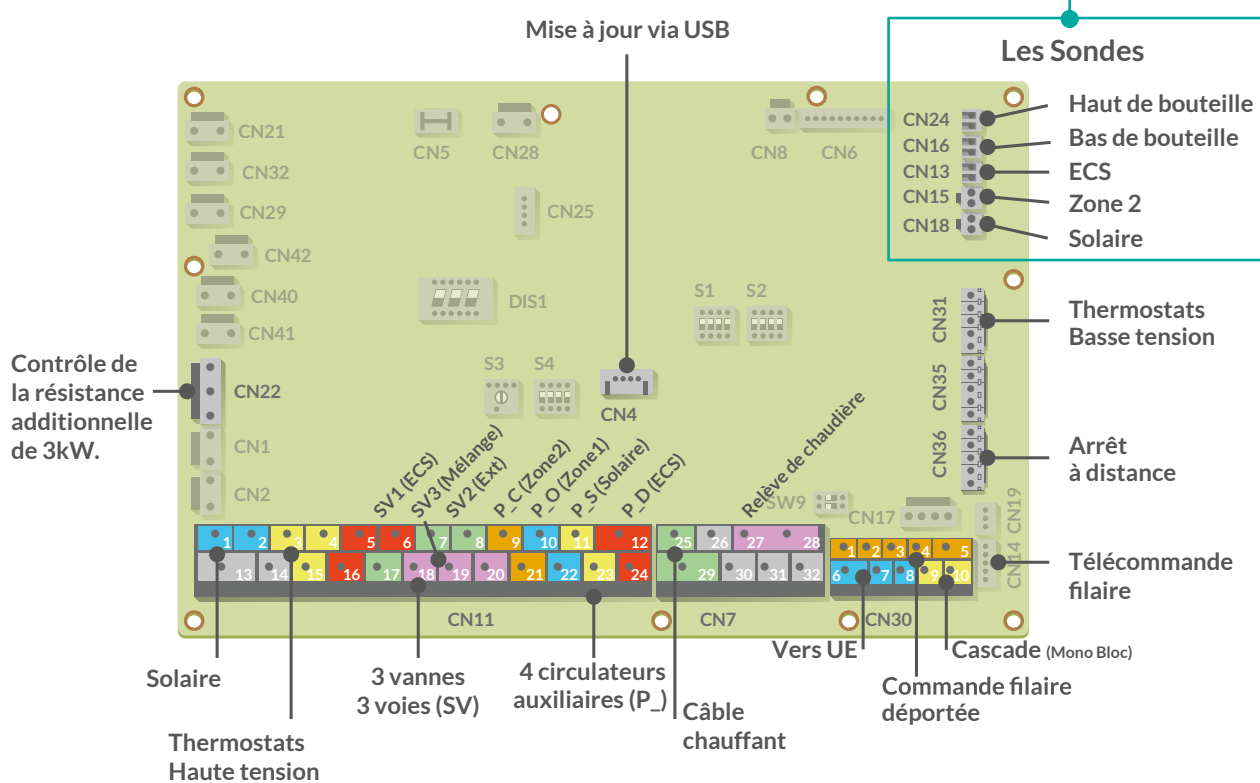 Mise à jour via USB
Les Sondes
CN24
Haut de bouteille
CN16
Bas de bouteille
CN13
ECS
CN15
Zone 2
CN18
Solaire
CN21
CN32
CN29
CN42
CN40
CN41
CN5
CN28
CN25
CN8
CN6
DIS1
S1
S2
S3
S4
CN4
CN31
Thermostats
Basse tension
CN35
CN36
Arrêt
à distance
Contrôle de
la résistance
additionnelle
de 3kW.
CN22
CN1
CN2
SV1 (ECS)
SV3 (Mélange)
SV2 (Ext)
P_C (Zone2)
P_O (Zone1)
P_S (Solaire)
P_D (ECS)
Relève de chaudière
SW9
CN17
CN19
CN14
Télécommande
filaire
1 2 3 4 5 6 7 8 9 10 11 12
13 14 15 16 17 18 19 20 21 22 23 24
25 26 27 28
29 30 31 32
1 2 3 4 5
6 7 8 9 10
CN11
CN7
CN30
Solaire
Thermostats
Haute tension
3 vannes
3 voies (SV)
4 circulateurs
auxiliaires (P_)
Câble
chauffant
Vers UE
Cascade (Mono Bloc)
Commande filaire
déportée